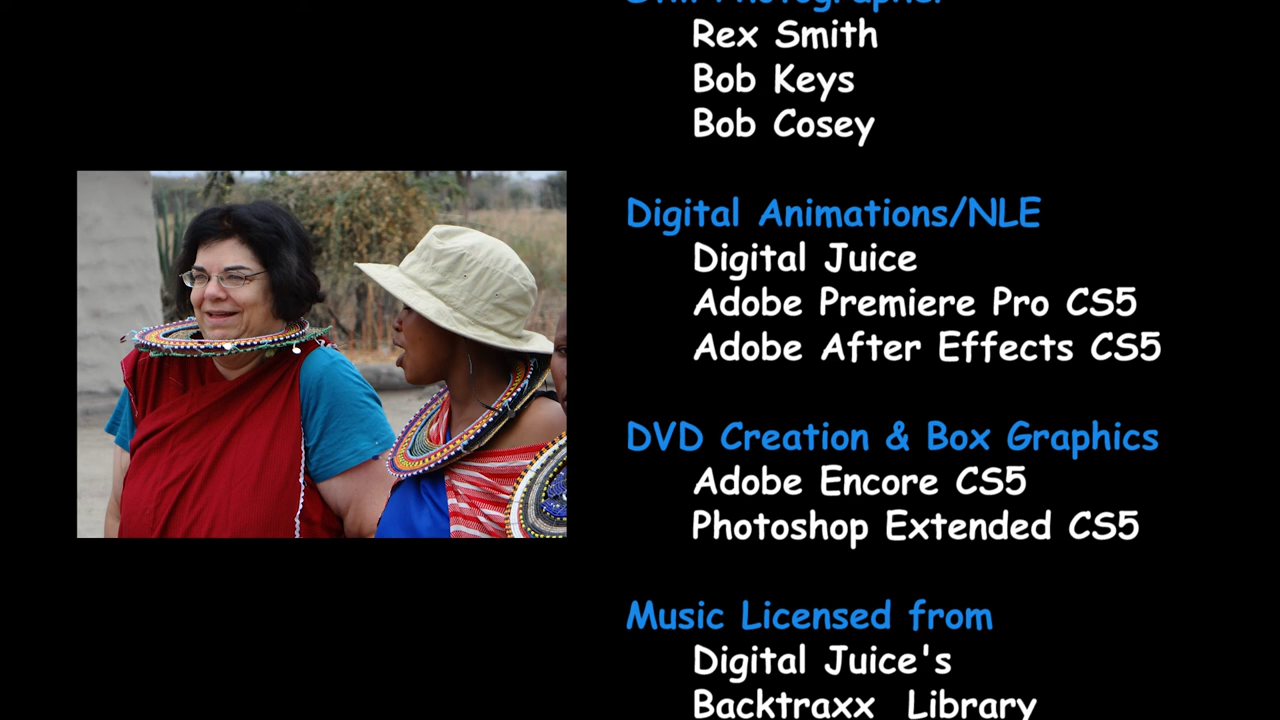 Rex Smith
Bob Keys
Bob Cosey
Digital Animations/NLE
Digital Juice
Adobe Premiere Pro CS5
Adobe After Effects CS5
DVD Creation & Box Graphics
Adobe Encore CS5
Photoshop Extended CS5
Music Licensed from
Digital Juice's
Backtraxx Library